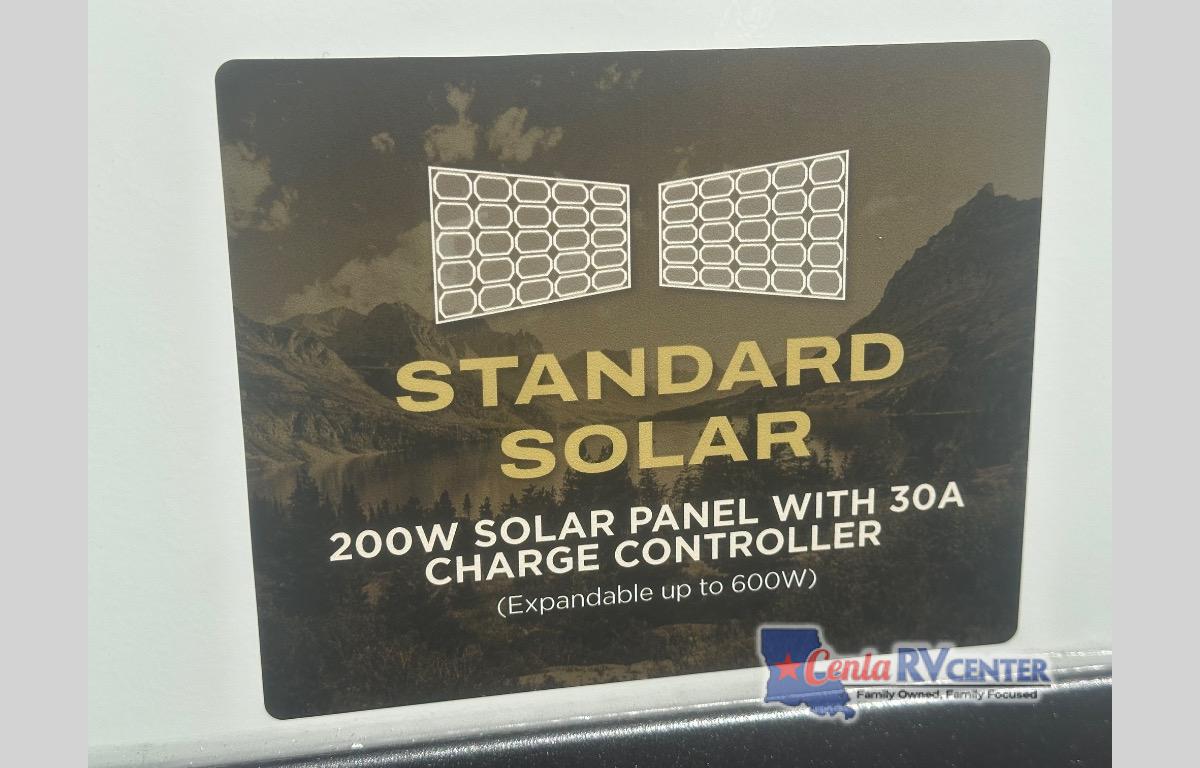 STANDARD
SOLAR
200W SOLAR PANEL WITH 30A
CHARGE CONTROLLER
(Expandable up to 600W)
Cenla RV CENTER
Family Owned, Family Focused